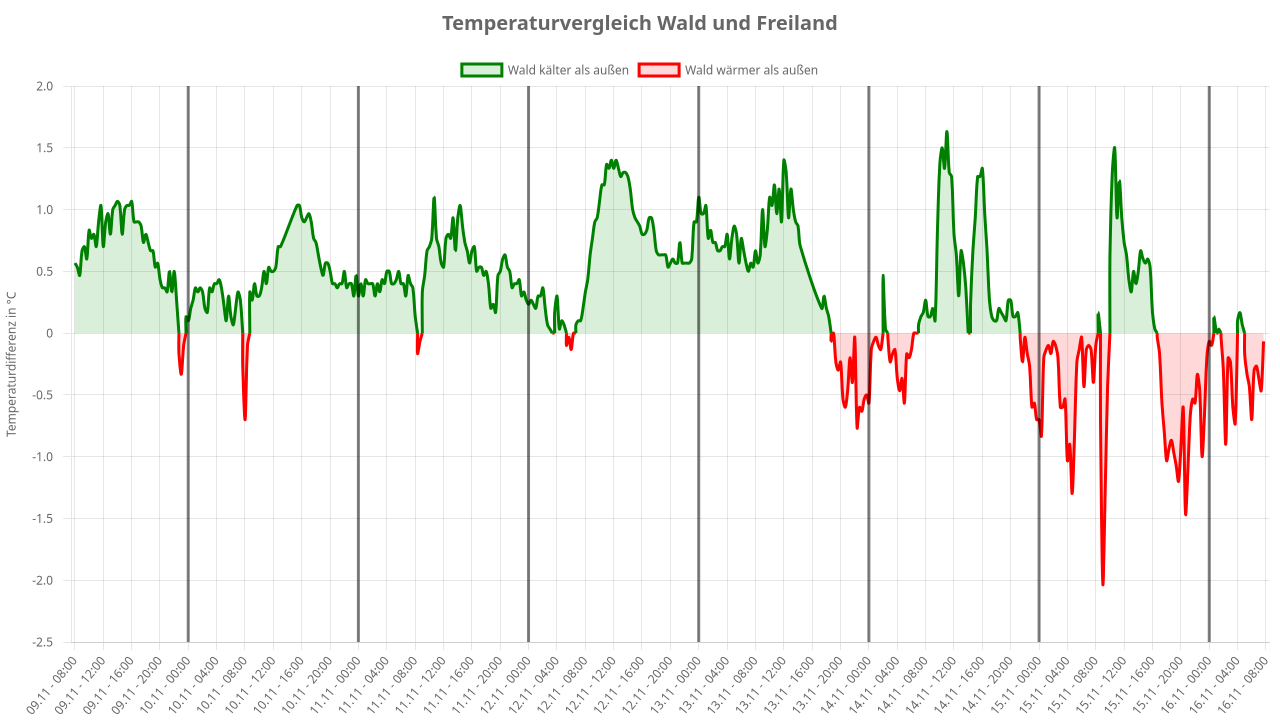 Temperaturvergleich Wald und Freiland
Wald kälter als außen Wald wärmer als außen
Temperaturdifferenz in °C
2.0
1.5
1.0
0.5
0
-0.5
-1.0
-1.5
-2.0
-2.5
09.11 - 08:00
09.11 - 12:00
09.11 - 16:00
09.11 - 20:00
10.11 - 00:00
10.11 - 04:00
10.11 - 08:00
10.11 - 12:00
10.11 - 16:00
10.11 - 20:00
11.11 - 00:00
11.11 - 04:00
11.11 - 08:00
11.11 - 12:00
11.11 - 16:00
11.11 - 20:00
12.11 - 00:00
12.11 - 04:00
12.11 - 08:00
12.11 - 12:00
12.11 - 16:00
12.11 - 20:00
13.11 - 00:00
13.11 - 04:00
13.11 - 08:00
13.11 - 12:00
13.11 - 16:00
13.11 - 20:00
14.11 - 00:00
14.11 - 04:00
14.11 - 08:00
14.11 - 12:00
14.11 - 16:00
14.11 - 20:00
15.11 - 00:00
15.11 - 04:00
15.11 - 08:00
15.11 - 12:00
15.11 - 16:00
15.11 - 20:00
16.11 - 00:00
16.11 - 04:00
16.11 - 08:00